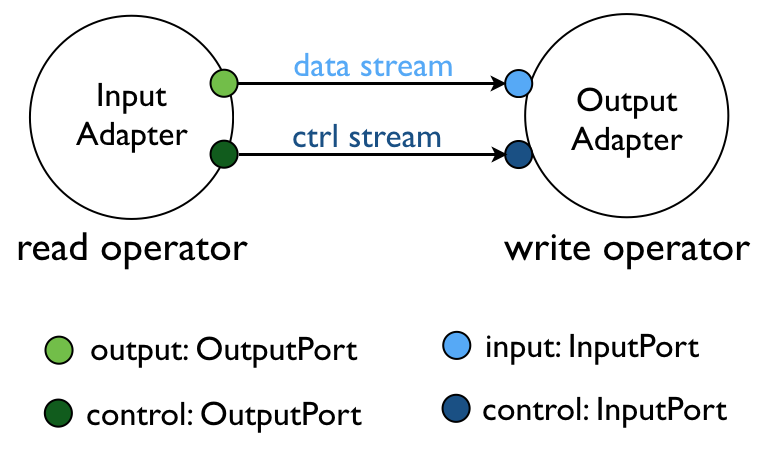 data stream
Input
Adapter
Output
Adapter
ctrl stream
read operator
write operator
output: OutputPort
input: InputPort
control: OutputPort
control: InputPort